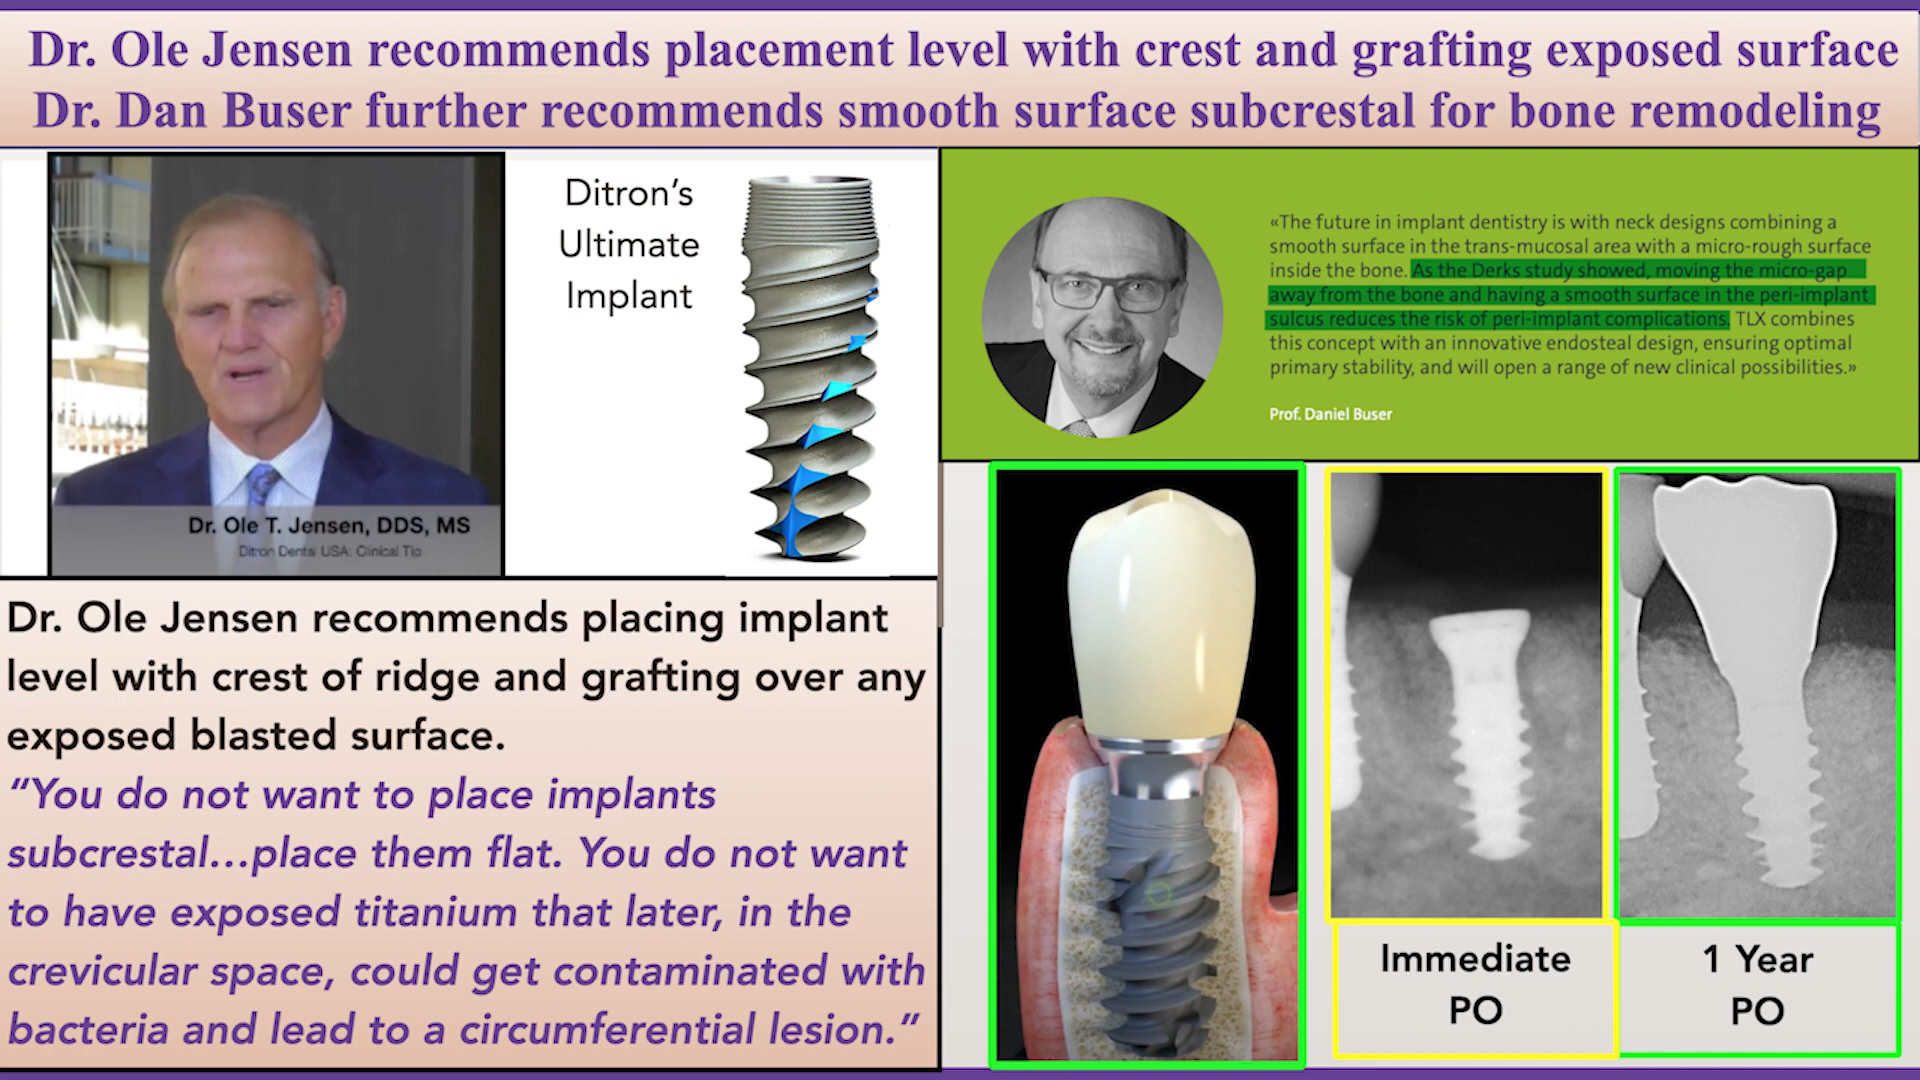 Dr. Ole Jensen recommends placement level with crest and grafting exposed surface
Dr. Dan Buser further recommends smooth surface subcrestal for bone remodeling
Dr. Ole T. Jensen, DDS, MS
Ditron Dental USA: Clinical Tip
Ditron’s
Ultimate
Implant
«The future in implant dentistry is with neck designs combining a
smooth surface in the trans-mucosal area with a micro-rough surface
inside the bone. As the Derks study showed, moving the micro-gap
away from the bone and having a smooth surface in the peri-implant
sulcus reduces the risk of peri-implant complications. TLX combines
this concept with an innovative endosteal design, ensuring optimal
primary stability, and will open a range of new clinical possibilities.»
Prof. Daniel Buser
Dr. Ole Jensen recommends placing implant
level with crest of ridge and grafting over any
exposed blasted surface.
“You do not want to place implants
subcrestal...place them flat. You do not want
to have exposed titanium that later, in the
crevicular space, could get contaminated with
bacteria and lead to a circumferential lesion.”
Immediate
PO
1 Year
PO